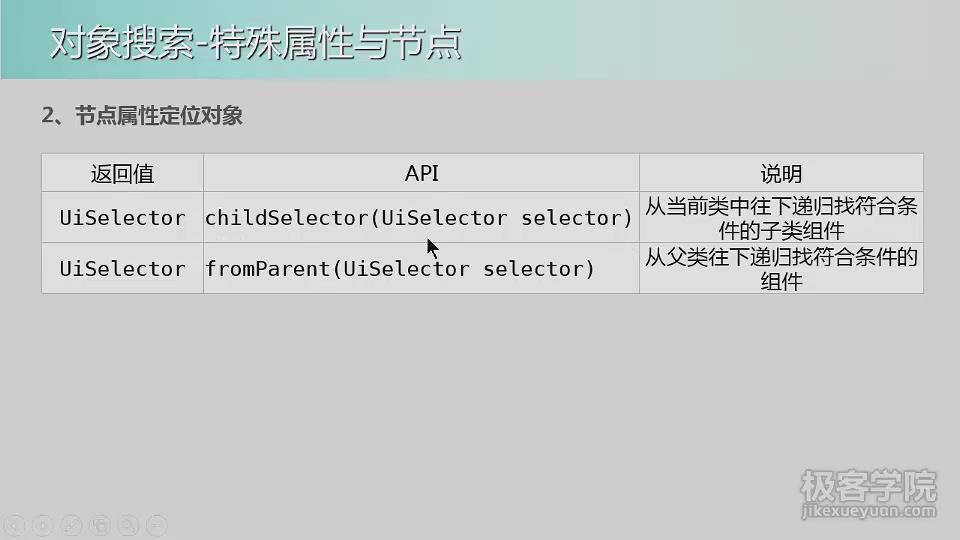 对象搜索-特殊属性与节点
2、节点属性定位对象
返回值 API 说明
UiSelector childSelector(UiSelector selector) 从当前类中往下递归找符合条
件的子类组件
UiSelector fromParent(UiSelector selector) 从父类往下递归找符合条件的
组件
极客学院
jikexueyuan.com